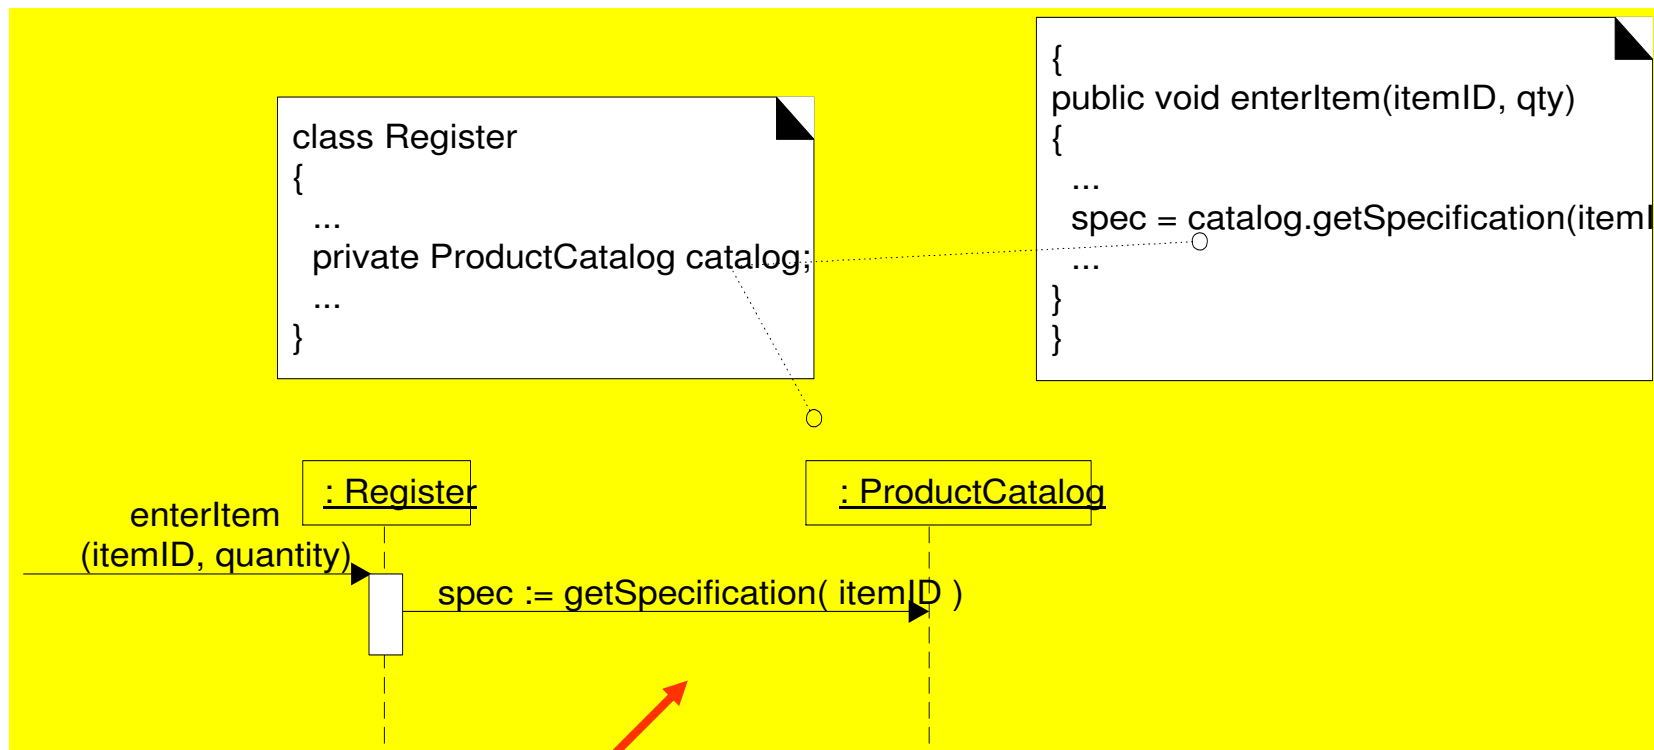 class Register
{
...
private ProductCatalog catalog;
...
}
{
public void enterItem(itemID, qty)
{
...
spec = catalog.getSpecification(itemI
...
}
}
: Register
: ProductCatalog
enterItem
(itemID, quantity)
spec := getSpecification( itemID )